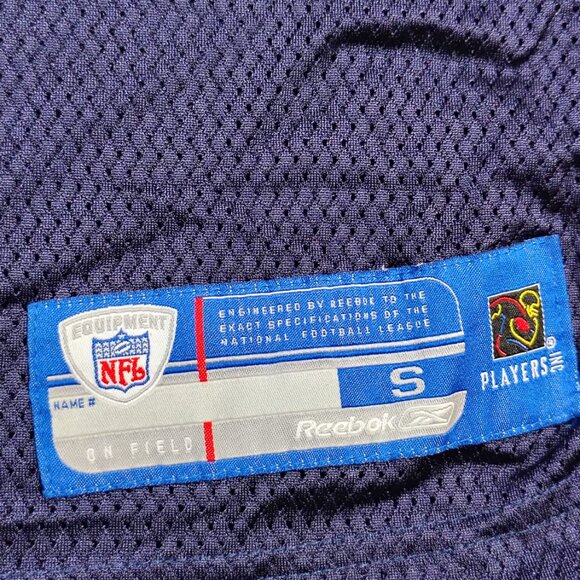 EQUIPMENT
NFL
ENGINEERED BY REEBOK TO THE
EXACT SPECIFICATIONS OF THE
NATIONAL FOOTBALL LEAGUE
NAME #
S
ON FIELD
Reebok
PLAYERS INC®